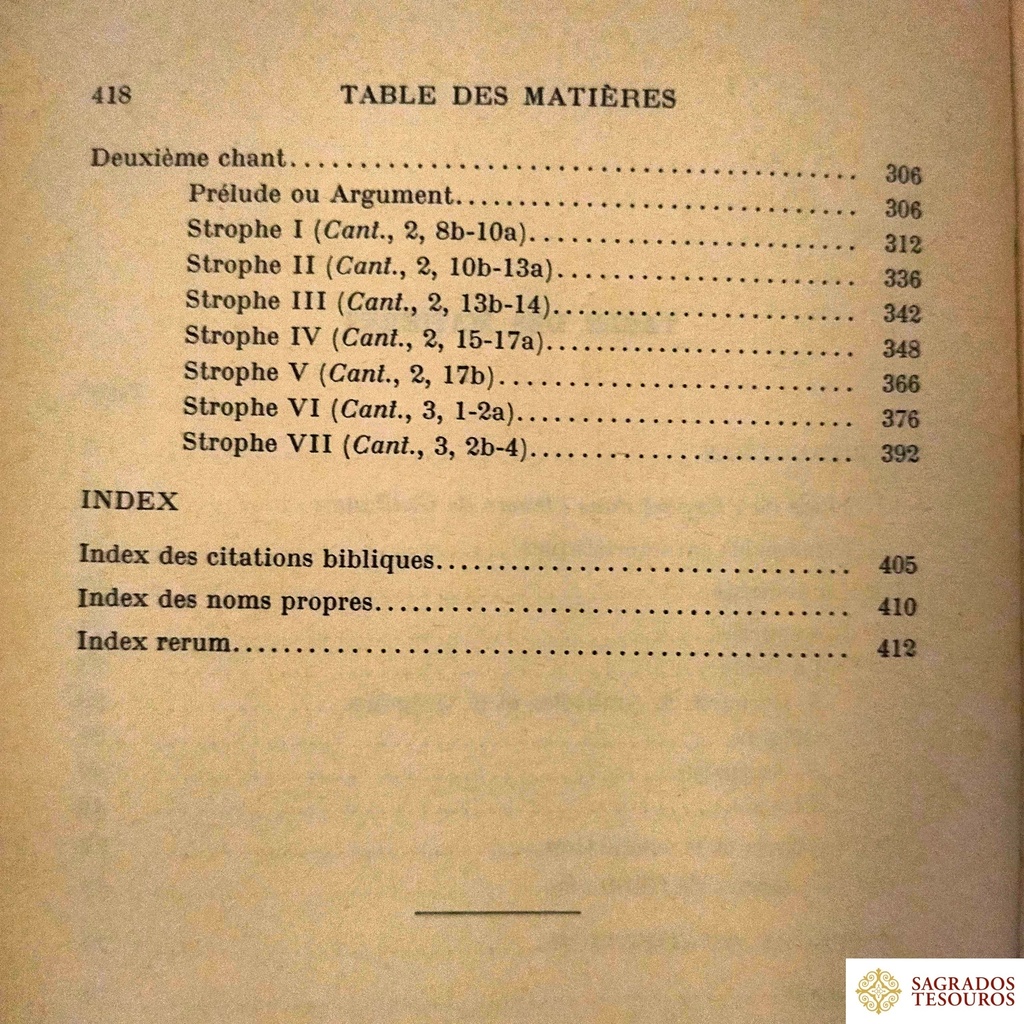 418 TABLE DES MATIÈRES
Deuxième chant........................................ 306
Prélude ou Argument.............................. 306
Strophe I (Cant., 2, 8b-10a)........................ 312
Strophe II (Cant., 2, 10b-13a)...................... 336
Strophe III (Cant., 2, 13b-14)...................... 342
Strophe IV (Cant., 2, 15-17a)....................... 348
Strophe V (Cant., 2, 17b).......................... 366
Strophe VI (Cant., 3, 1-2a)......................... 376
Strophe VII (Cant., 3, 2b-4)........................ 392
INDEX
Index des citations bibliques.............................. 405
Index des noms propres.................................. 410
Index rerum............................................ 412
SAGRADOS
TESOUROS